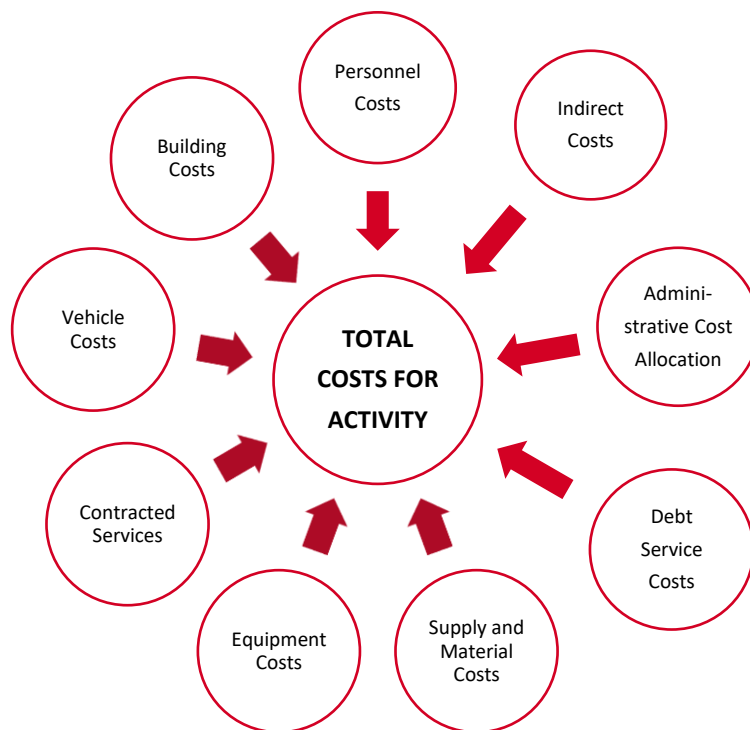 Personnel
Costs
Indirect
Costs
Building
Costs
Admini-
strative Cost
Allocation
Vehicle
Costs
TOTAL
COSTS FOR
ACTIVITY
Contracted
Services
Debt
Service
Costs
Equipment
Costs
Supply and
Material
Costs